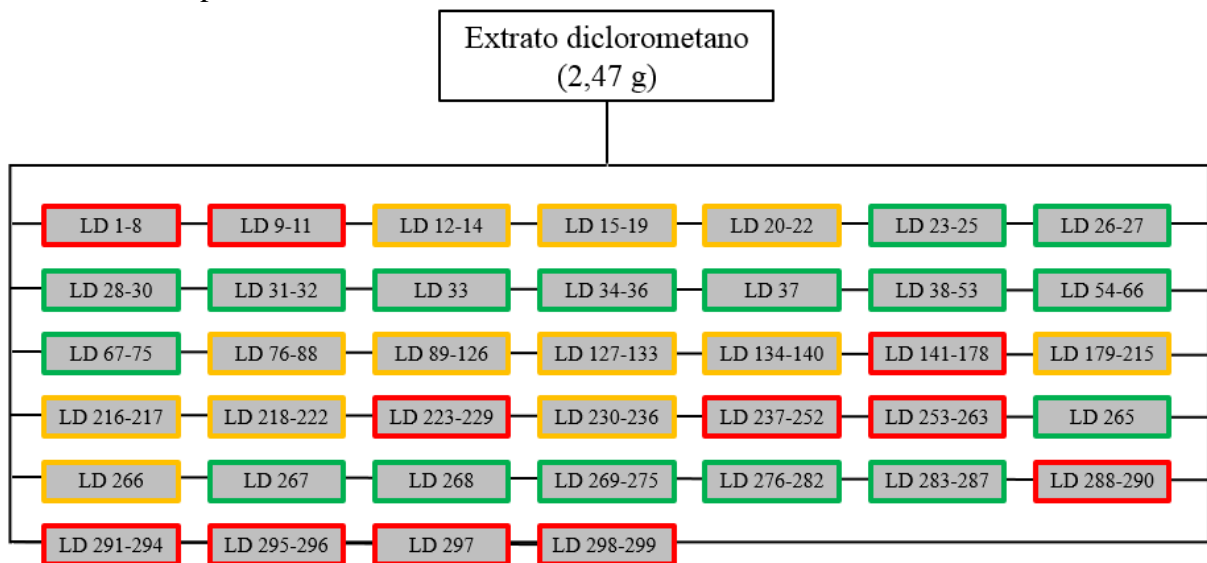 Extrato diclorometano
(2,47 g)
LD 1-8 LD 9-11 LD 12-14 LD 15-19 LD 20-22 LD 23-25 LD 26-27
LD 28-30 LD 31-32 LD 33 LD 34-36 LD 37 LD 38-53 LD 54-66
LD 67-75 LD 76-88 LD 89-126 LD 127-133 LD 134-140 LD 141-178 LD 179-215
LD 216-217 LD 218-222 LD 223-229 LD 230-236 LD 237-252 LD 253-263 LD 265
LD 266 LD 267 LD 268 LD 269-275 LD 276-282 LD 283-287 LD 288-290
LD 291-294 LD 295-296 LD 297 LD 298-299